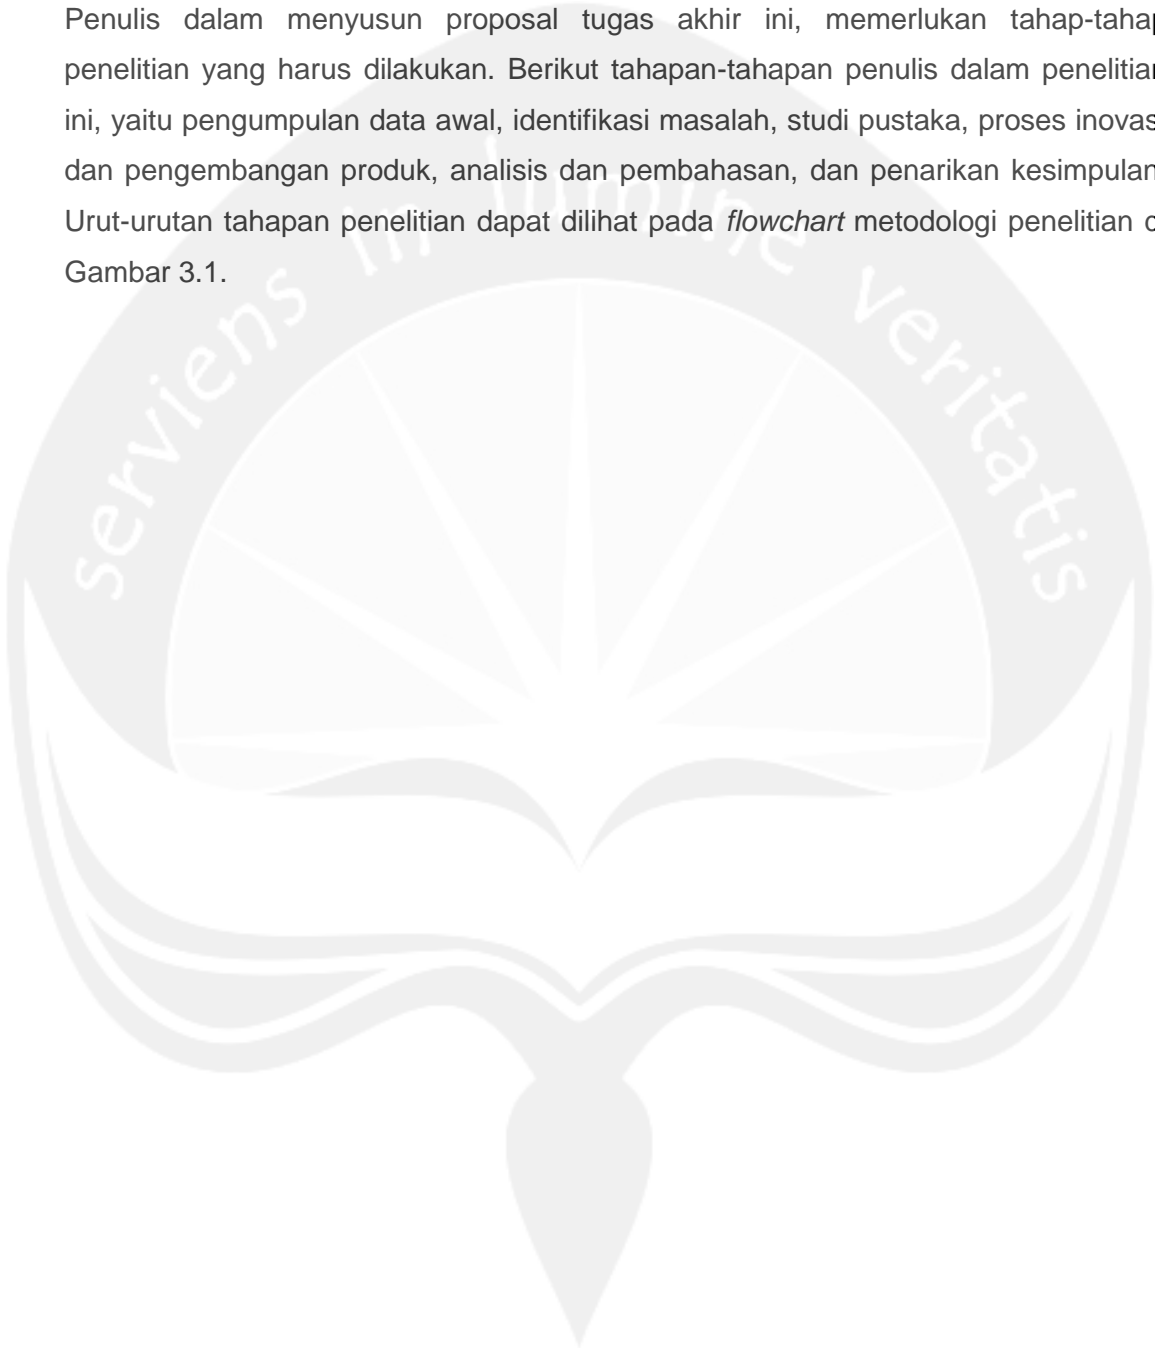 Penulis dalam menyusun proposal tugas akhir ini, memerlukan tahap-tahap
penelitian yang harus dilakukan. Berikut tahapan-tahapan penulis dalam penelitian
ini, yaitu pengumpulan data awal, identifikasi masalah, studi pustaka, proses inovasi
dan pengembangan produk, analisis dan pembahasan, dan penarikan kesimpulan
Urut-urutan tahapan penelitian dapat dilihat pada flowchart metodologi penelitian
Gambar 3.1.
serviens in lumine veritatis